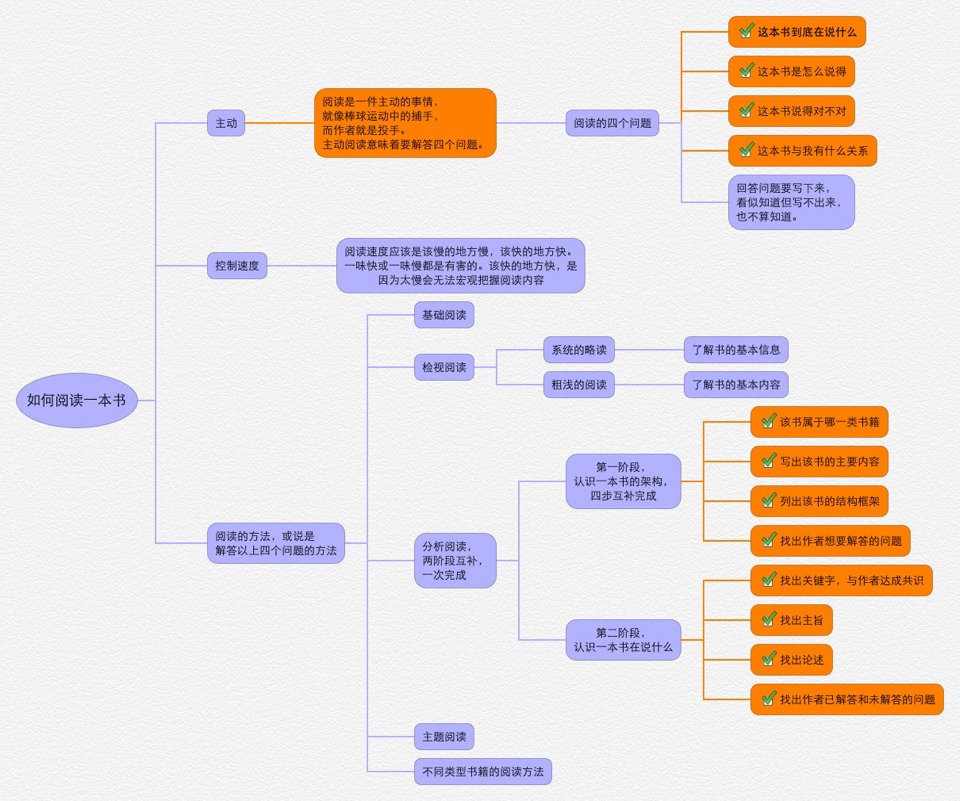 如何阅读一本书
主动
阅读是一件主动的事情，
就像棒球运动中的捕手，
而作者就是投手。
主动阅读意味着要解答四个问题。
阅读的四个问题
这本书到底在说什么
这本书是怎么说得
这本书说得对不对
这本书与我有什么关系
回答问题要写下来，
看似知道但写不出来，
也不算知道。
控制速度
阅读速度应该是该慢的地方慢，该快的地方快。
一味快或一味慢都是有害的。该快的地方快，是
因为太慢会无法宏观把握阅读内容
阅读的方法，或说是
解答以上四个问题的方法
基础阅读
检视阅读
系统的略读
了解书的基本信息
粗浅的阅读
了解书的基本内容
分析阅读，
两阶段互补，
一次完成
第一阶段，
认识一本书的架构，
四步互补完成
该书属于哪一类书籍
写出该书的主要内容
列出该书的结构框架
找出作者想要解答的问题
第二阶段，
认识一本书在说什么
找出关键字，与作者达成共识
找出主旨
找出论述
找出作者已解答和未解答的问题
主题阅读
不同类型书籍的阅读方法